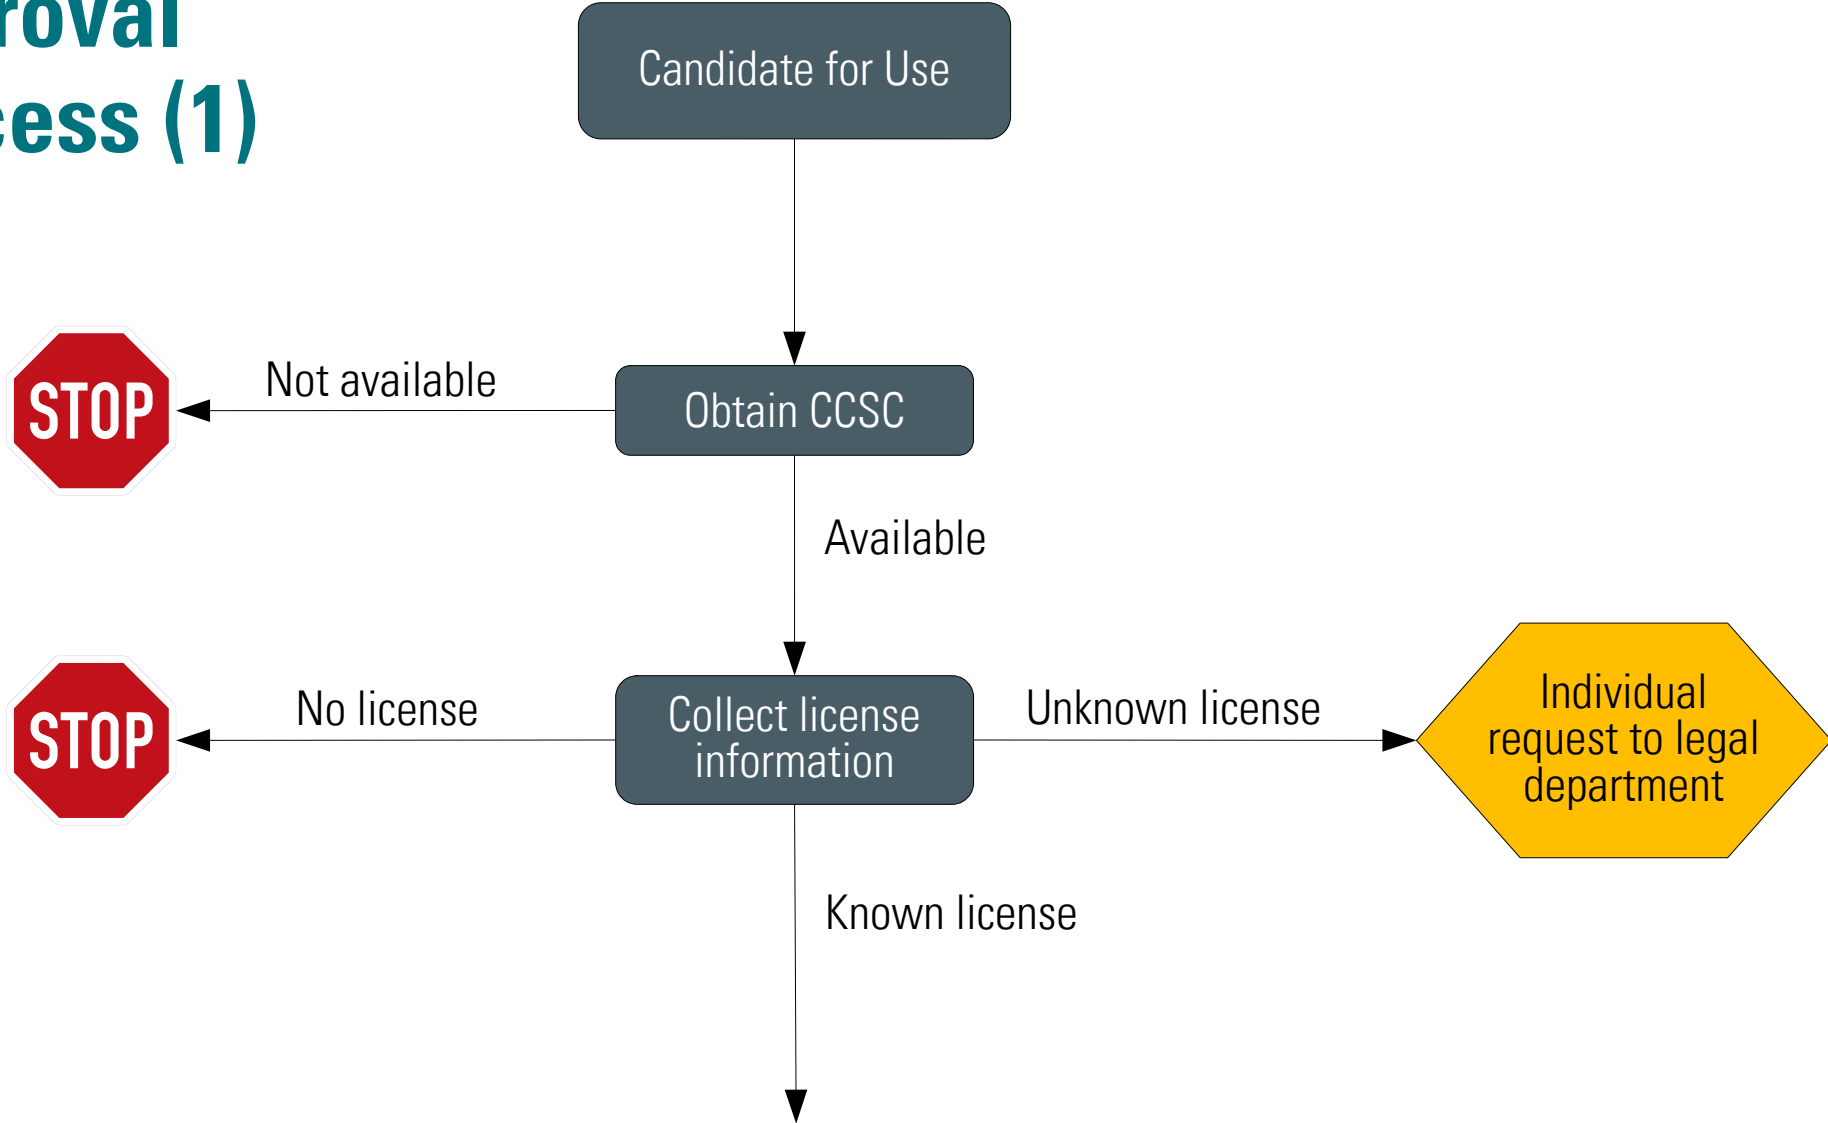 roval
cess (1)
Candidate for Use
STOP
Not available
Obtain CCSC
Available
STOP
No license
Collect license
information
Unknown license
Individual
request to legal
department
Known license